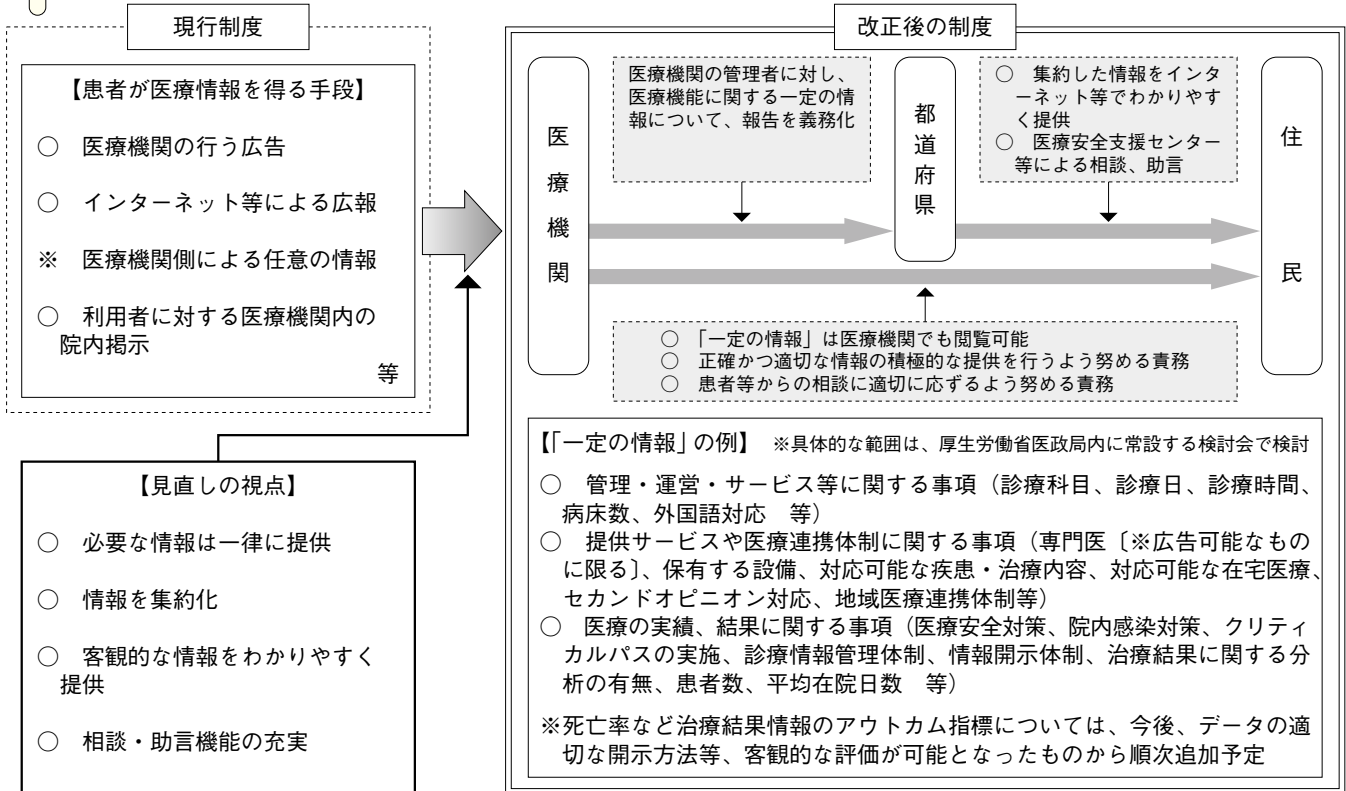 現行制度
【患者が医療情報を得る手段】
○　医療機関の行う広告
○　インターネット等による広報
※　医療機関側による任意の情報
○　利用者に対する医療機関内の
院内掲示
等
【見直しの視点】
○　必要な情報は一律に提供
○　情報を集約化
○　客観的な情報をわかりやすく
提供
○　相談・助言機能の充実
改正後の制度
医療機関
医療機関の管理者に対し、
医療機能に関する一定の情
報について、報告を義務化
都道府県
○　集約した情報をインタ
ーネット等でわかりやす
く提供
○　医療安全支援センター
等による相談、助言
住民
○　「一定の情報」は医療機関でも閲覧可能
○　正確かつ適切な情報の積極的な提供を行うよう努める責務
○　患者等からの相談に適切に応ずるよう努める責務
【「一定の情報」の例】　※具体的な範囲は、厚生労働省医政局内に常設する検討会で検討
○　管理・運営・サービス等に関する事項（診療科目、診療日、診療時間、
病床数、外国語対応　等）
○　提供サービスや医療連携体制に関する事項（専門医〔※広告可能なもの
に限る〕、保有する設備、対応可能な疾患・治療内容、対応可能な在宅医療、
セカンドオピニオン対応、地域医療連携体制等）
○　医療の実績、結果に関する事項（医療安全対策、院内感染対策、クリティ
カルパスの実施、診療情報管理体制、情報開示体制、治療結果に関する分
析の有無、患者数、平均在院日数　等）
※死亡率など治療結果情報のアウトカム指標については、今後、データの適
切な開示方法等、客観的な評価が可能となったものから順次追加予定